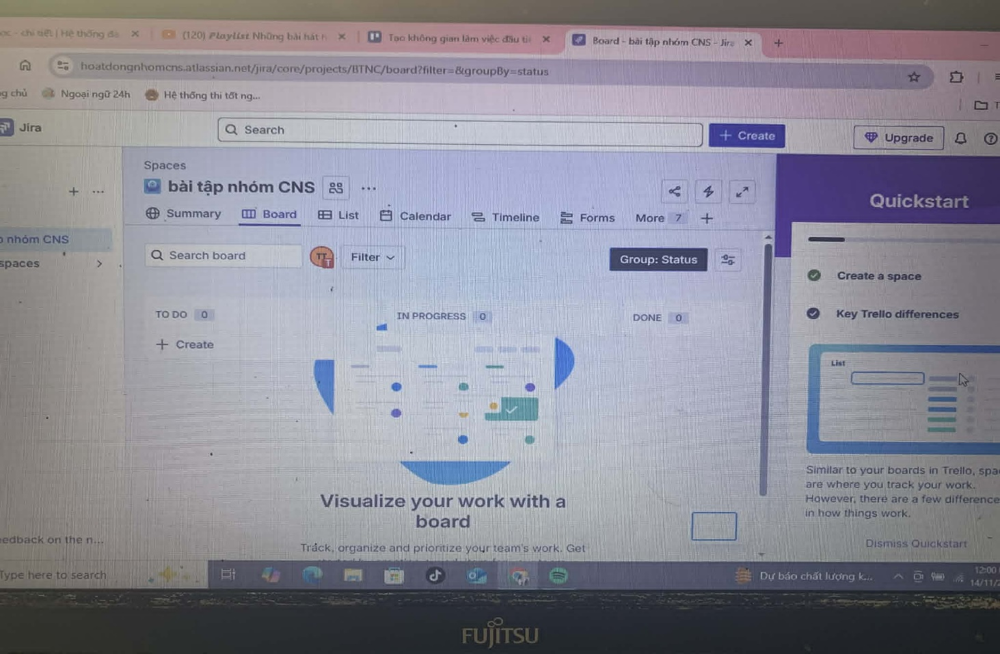 chi tiết | Hệ thống đà
(120) Playlist Những bài hát h
Tạo không gian làm việc đầu tiê
Board - bài tập nhóm CNS - Jira
hoatdongnhomcns.atlassian.net/jira/core/projects/BTNC/board?filter=&groupBy=status
g chủ
Ngoại ngữ 24h
Hệ thống thi tốt ng...
Jira
Search
+ Create
Upgrade
Spaces
bài tập nhóm CNS
...
Quickstart
Summary
Board
List
Calendar
Timeline
Forms
More 7
nhóm CNS
spaces
Search board
TT
T
Filter
Group: Status
Create a space
Key Trello differences
TO DO 0
IN PROGRESS 0
DONE 0
+ Create
List
Visualize your work with a
board
Track, organize and prioritize your team's work. Get
Similar to your boards in Trello, spa
are where you track your work.
However, there are a few difference
in how things work.
Dismiss Quickstart
edback on the n...
Type here to search
Dự báo chất lượng k...
12:00
14/11/2
FUJITSU